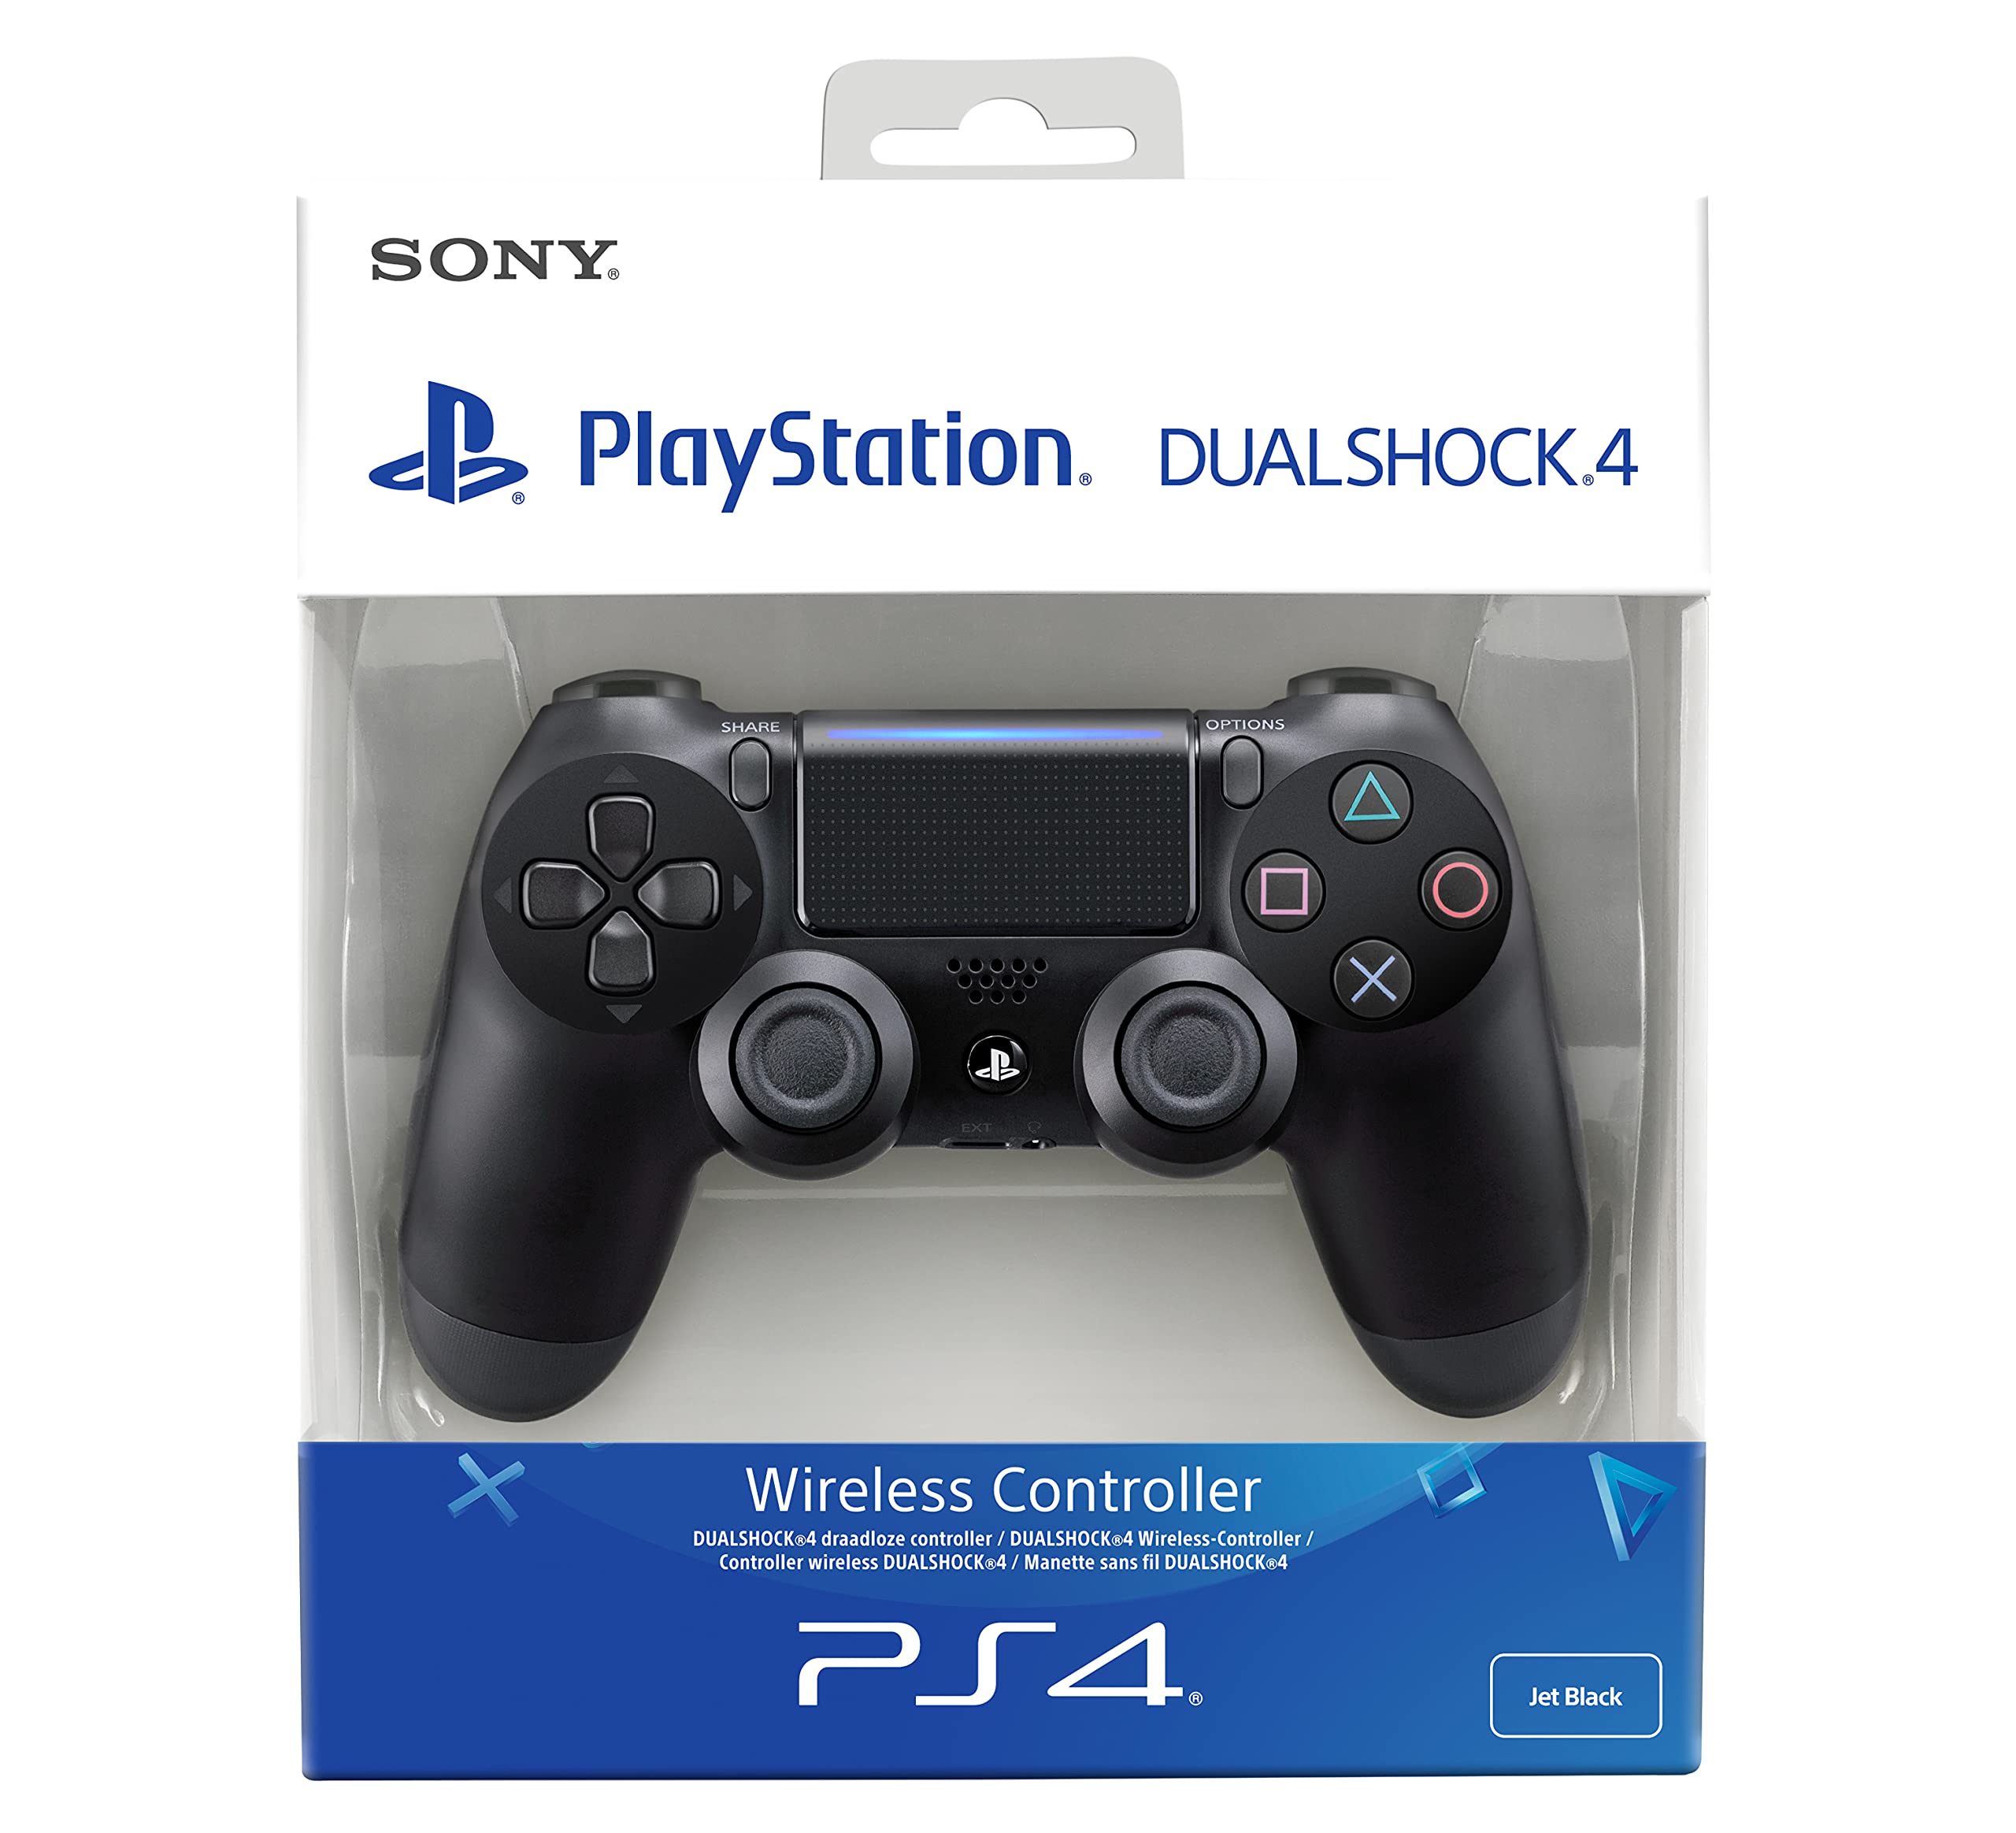 SONY®
PlayStation® DUALSHOCK®4
SHARE
OPTIONS
EXT
Wireless Controller
DUALSHOCK®4 draadloze controller / DUALSHOCK®4 Wireless-Controller /
Controller wireless DUALSHOCK®4 / Manette sans fil DUALSHOCK®4
PS4®
Jet Black